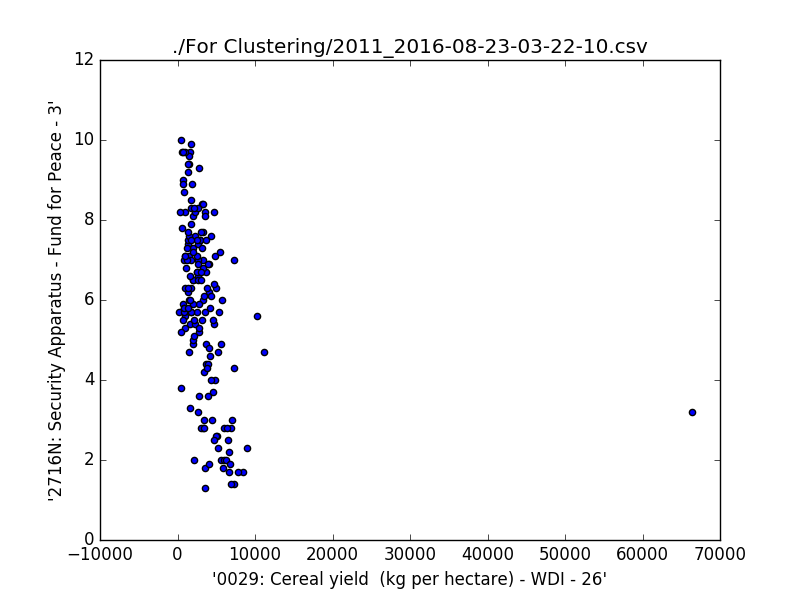 ./For Clustering/2011_2016-08-23-03-22-10.csv
12
10
8
6
4
2
0
'2716N: Security Apparatus - Fund for Peace - 3'
−10000 0 10000 20000 30000 40000 50000 60000 70000
'0029: Cereal yield  (kg per hectare) - WDI - 26'